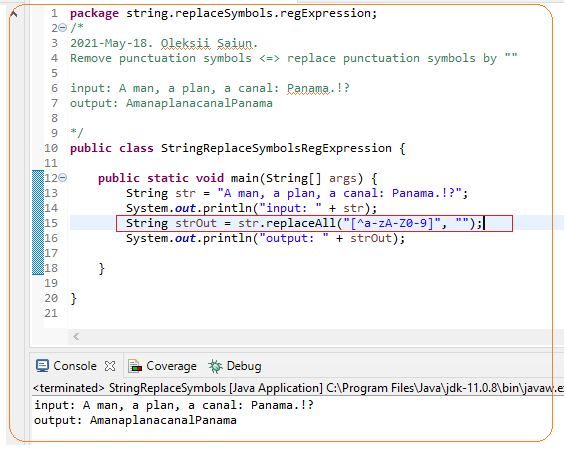 1 package string.replaceSymbols.regExpression;
2 /*
3 2021-May-18. Oleksii Saiun.
4 Remove punctuation symbols <=> replace punctuation symbols by ""
5
6 input: A man, a plan, a canal: Panama.!?
7 output: AmanaplanacanalPanama
8
9 */
10 public class StringReplaceSymbolsRegExpression {
11
12 public static void main(String[] args) {
13 String str = "A man, a plan, a canal: Panama.!?";
14 System.out.println("input: " + str);
15 String strOut = str.replaceAll("[^a-zA-Z0-9]", "");
16 System.out.println("output: " + strOut);
17
18 }
19
20 }
21
Console Coverage Debug
<terminated> StringReplaceSymbols [Java Application] C:\Program Files\Java\jdk-11.0.8\bin\javaw.ex
input: A man, a plan, a canal: Panama.!?
output: AmanaplanacanalPanama